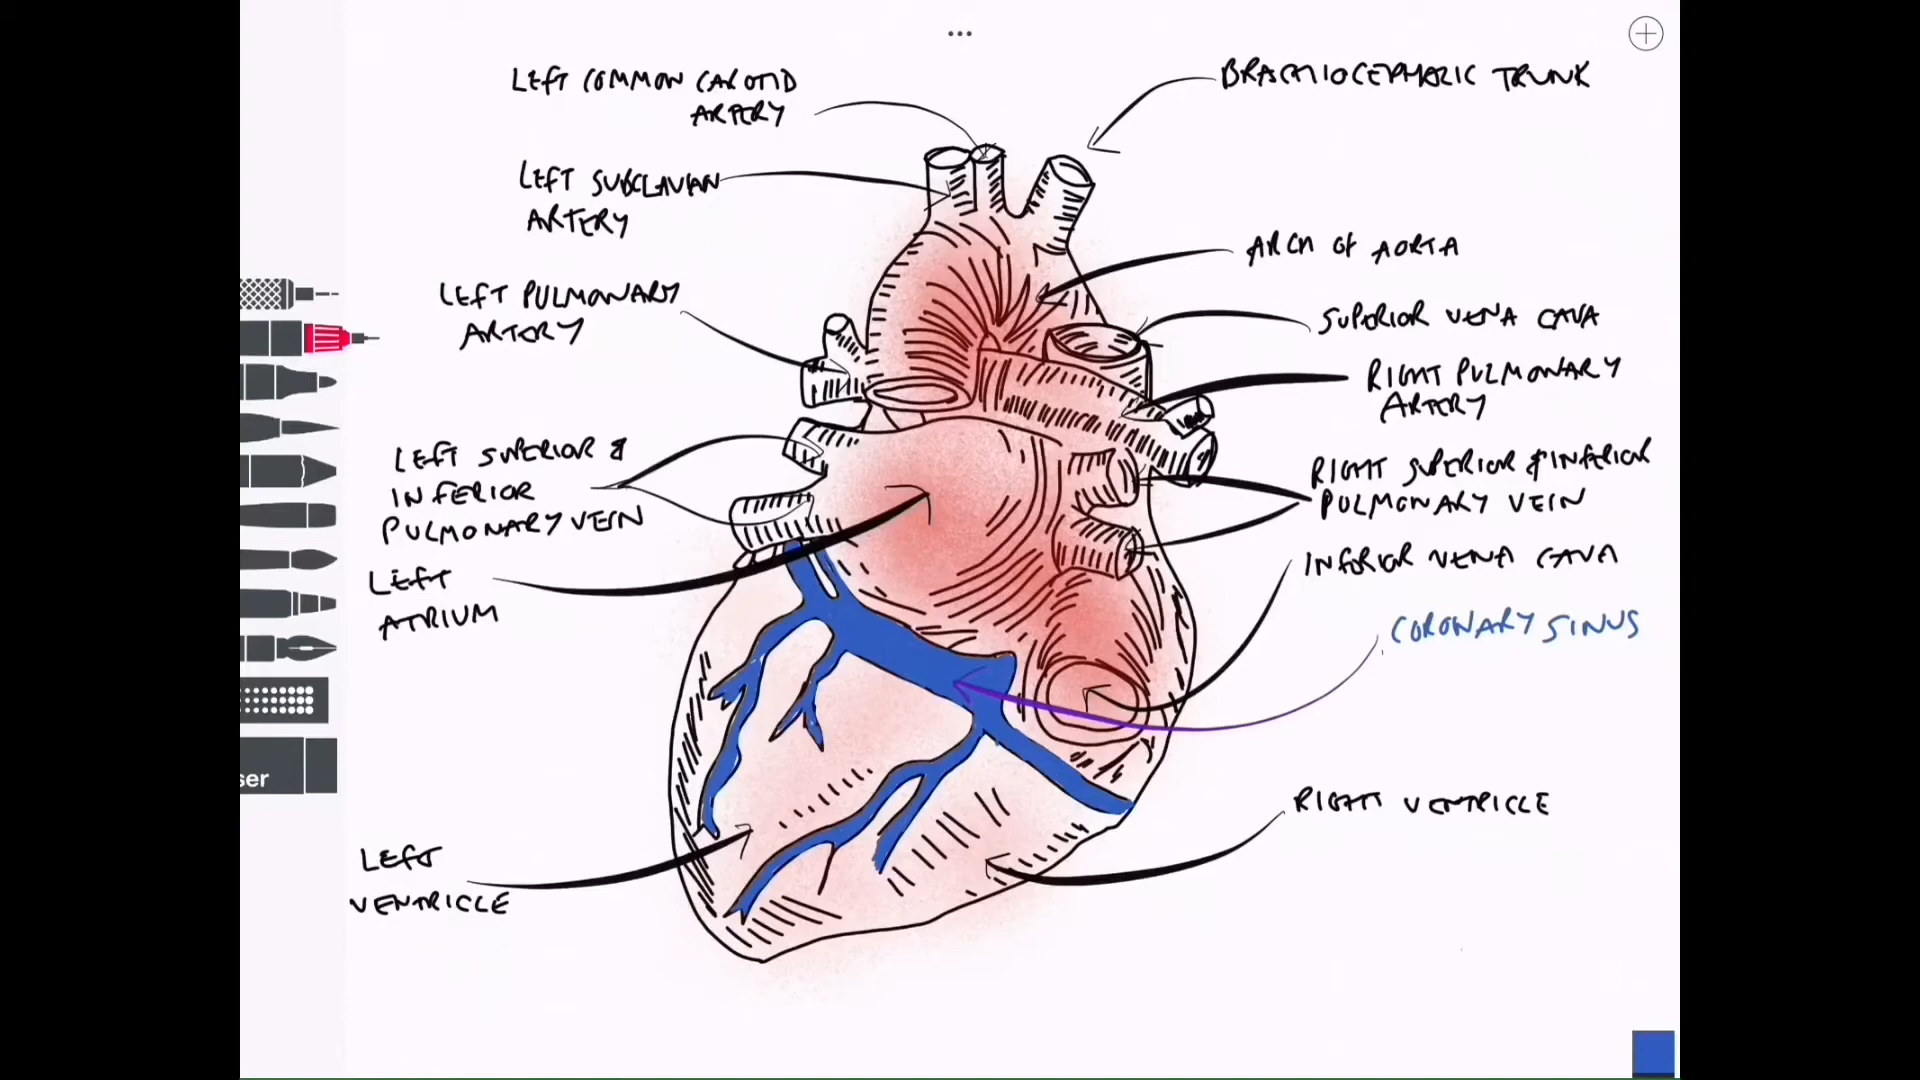 LEFT COMMON CAROTID
ARTERY
BRACHIOCEPHALIC TRUNK
LEFT SUBCLAVIAN
ARTERY
ARCH OF AORTA
LEFT PULMONARY
ARTERY
SUPERIOR VENA CAVA
RIGHT PULMONARY
ARTERY
LEFT SUPERIOR &
INFERIOR
PULMONARY VEIN
RIGHT SUPERIOR & INFERIOR
PULMONARY VEIN
INFERIOR VENA CAVA
LEFT
ATRIUM
CORONARY SINUS
ser
RIGHT VENTRICLE
LEFT
VENTRICLE